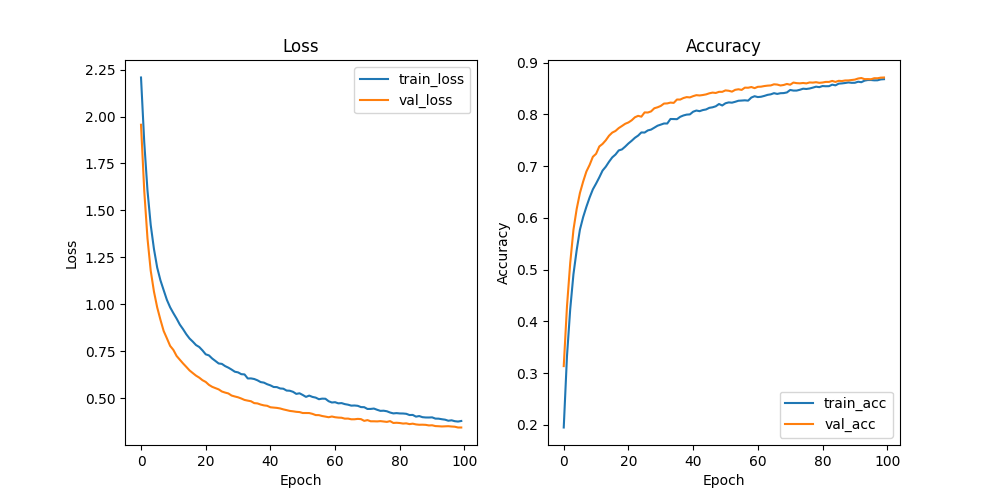 Loss
2.25
2.00
1.75
1.50
1.25
1.00
0.75
0.50
Loss
0 20 40 60 80 100
Epoch
train_loss
val_loss
Accuracy
0.9
0.8
0.7
0.6
0.5
0.4
0.3
0.2
Accuracy
0 20 40 60 80 100
Epoch
train_acc
val_acc